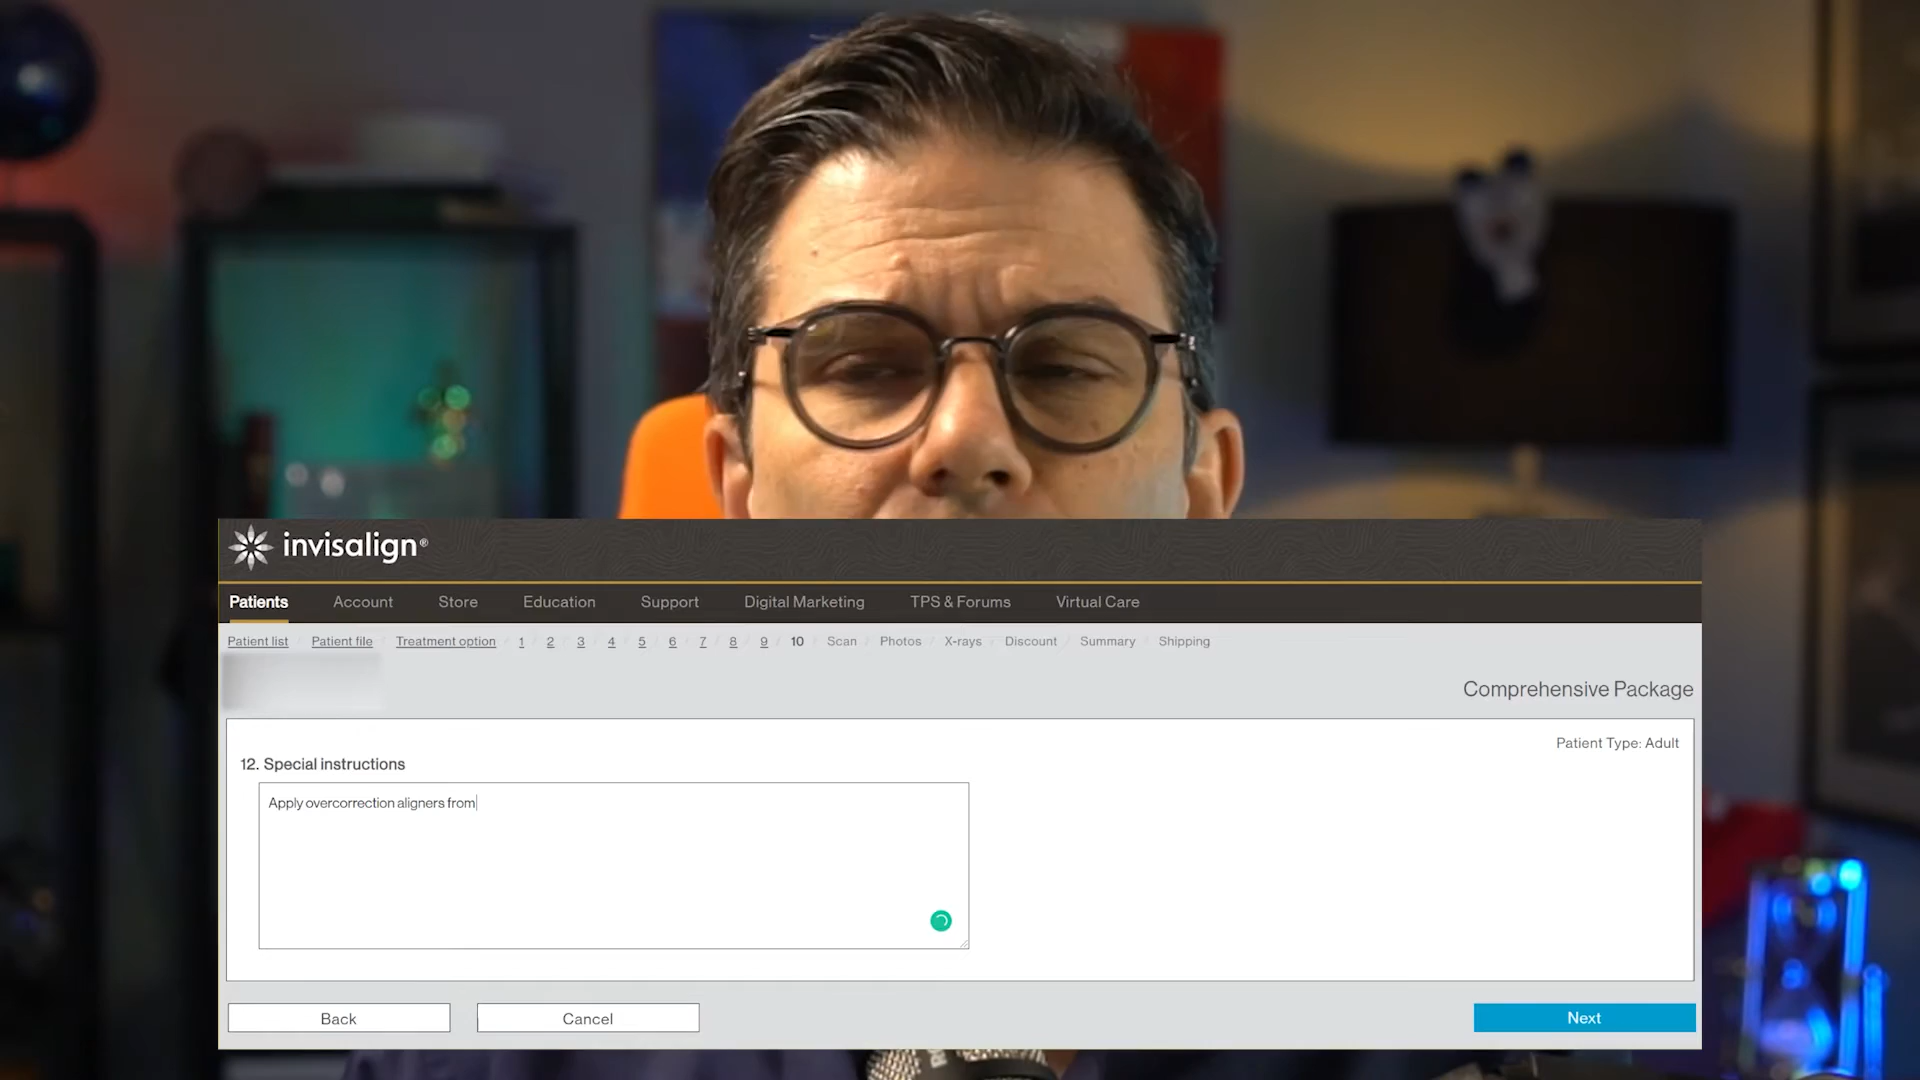 invisalign®
Patients Account Store Education Support Digital Marketing TPS & Forums Virtual Care
Patient list / Patient file / Treatment option / 1 / 2 / 3 / 4 / 5 / 6 / 7 / 8 / 9 / 10 / Scan / Photos / X-rays / Discount / Summary / Shipping
Comprehensive Package
Patient Type: Adult
12. Special instructions
Apply overcorrection aligners from
Back Cancel Next